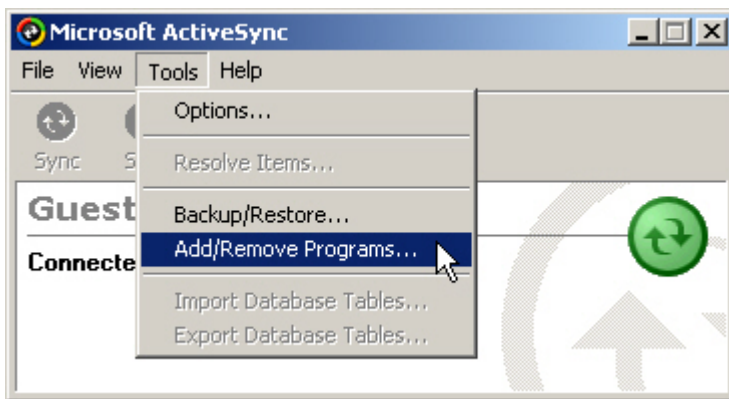 Microsoft ActiveSync
File View Tools Help
Options...
Sync S
Resolve Items...
Guest
Backup/Restore...
Add/Remove Programs...
Connecte
Import Database Tables...
Export Database Tables...